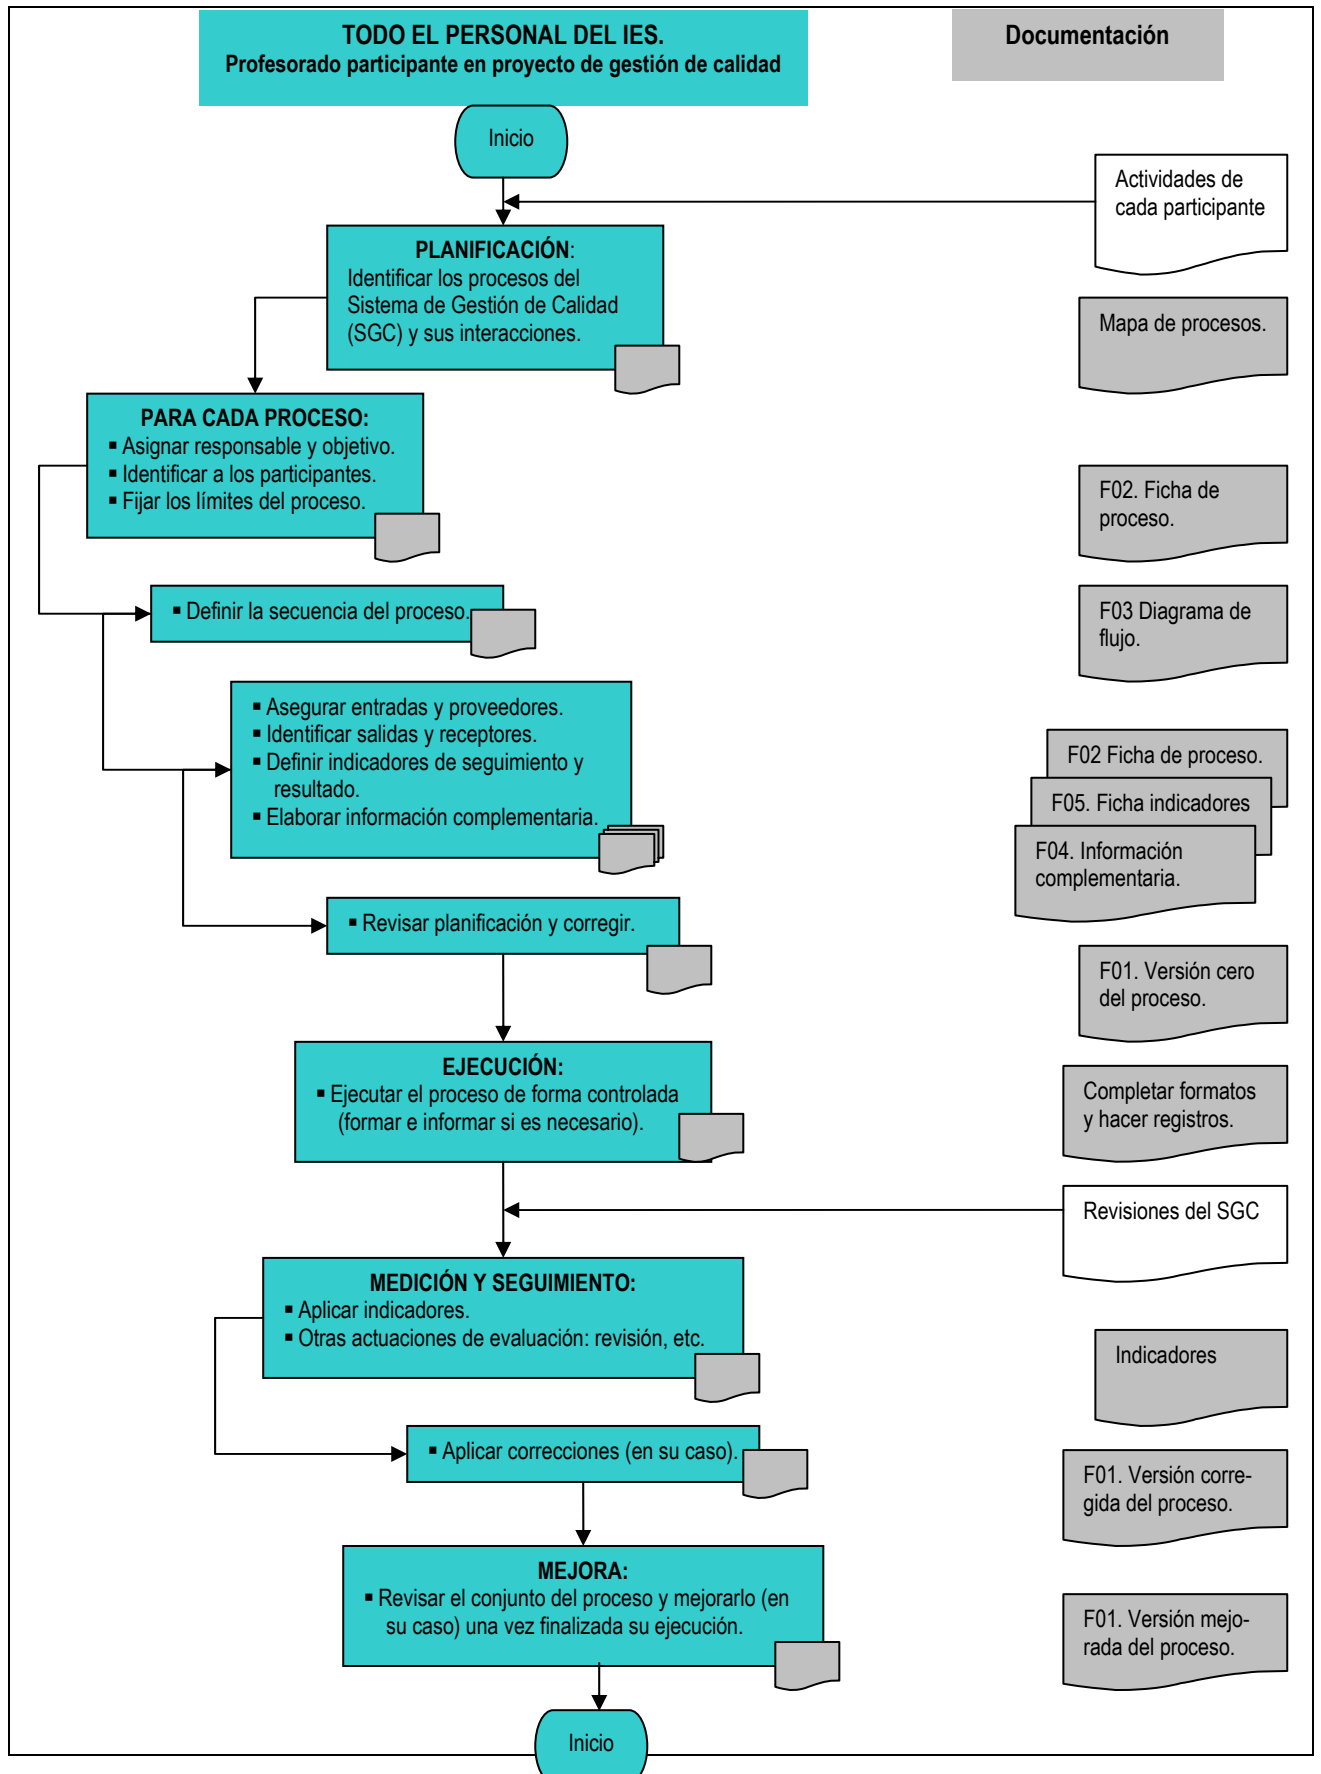 TODO EL PERSONAL DEL IES.
Profesorado participante en proyecto de gestión de calidad
Documentación
Inicio
Actividades de
cada participante
PLANIFICACIÓN:
Identificar los procesos del
Sistema de Gestión de Calidad
(SGC) y sus interacciones.
Mapa de procesos.
PARA CADA PROCESO:
▪ Asignar responsable y objetivo.
▪ Identificar a los participantes.
▪ Fijar los límites del proceso.
F02. Ficha de
proceso.
▪ Definir la secuencia del proceso.
F03 Diagrama de
flujo.
▪ Asegurar entradas y proveedores.
▪ Identificar salidas y receptores.
▪ Definir indicadores de seguimiento y
resultado.
▪ Elaborar información complementaria.
F02 Ficha de proceso.
F05. Ficha indicadores
F04. Información
complementaria.
▪ Revisar planificación y corregir.
F01. Versión cero
del proceso.
EJECUCIÓN:
▪ Ejecutar el proceso de forma controlada
(formar e informar si es necesario).
Completar formatos
y hacer registros.
Revisiones del SGC
MEDICIÓN Y SEGUIMIENTO:
▪ Aplicar indicadores.
▪ Otras actuaciones de evaluación: revisión, etc.
Indicadores
▪ Aplicar correcciones (en su caso).
F01. Versión corre-
gida del proceso.
MEJORA:
▪ Revisar el conjunto del proceso y mejorarlo (en
su caso) una vez finalizada su ejecución.
F01. Versión mejo-
rada del proceso.
Inicio